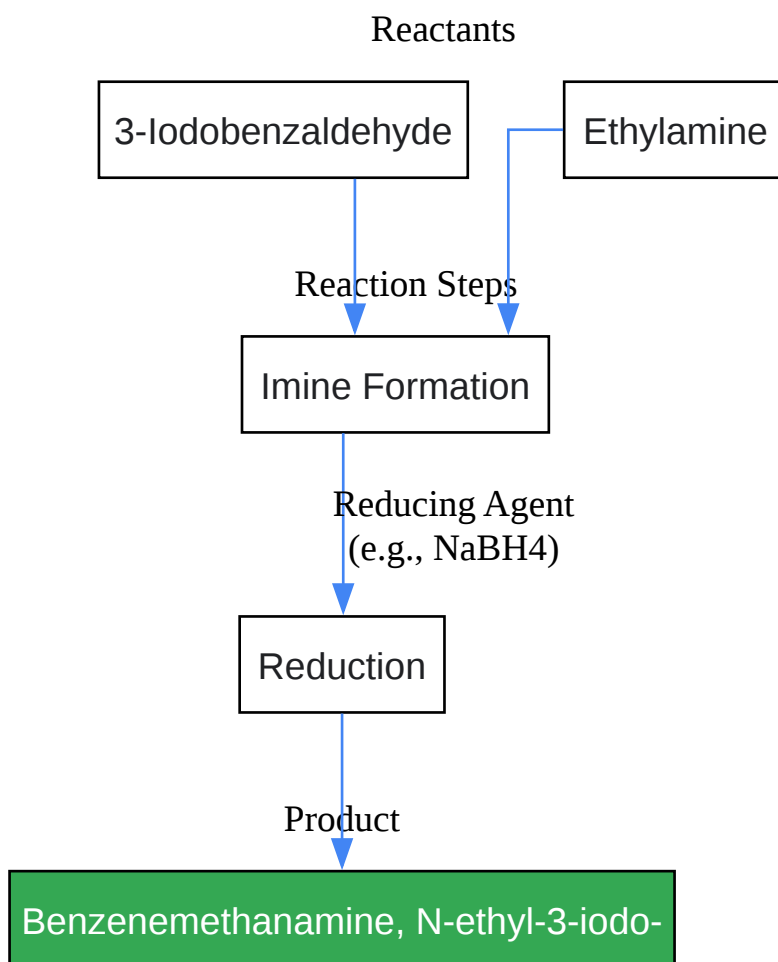 Reactants
3-Iodobenzaldehyde
Ethylamine
Reaction Steps
Imine Formation
Reducing Agent
(e.g., NaBH4)
Reduction
Product
Benzenemethanamine, N-ethyl-3-iodo-